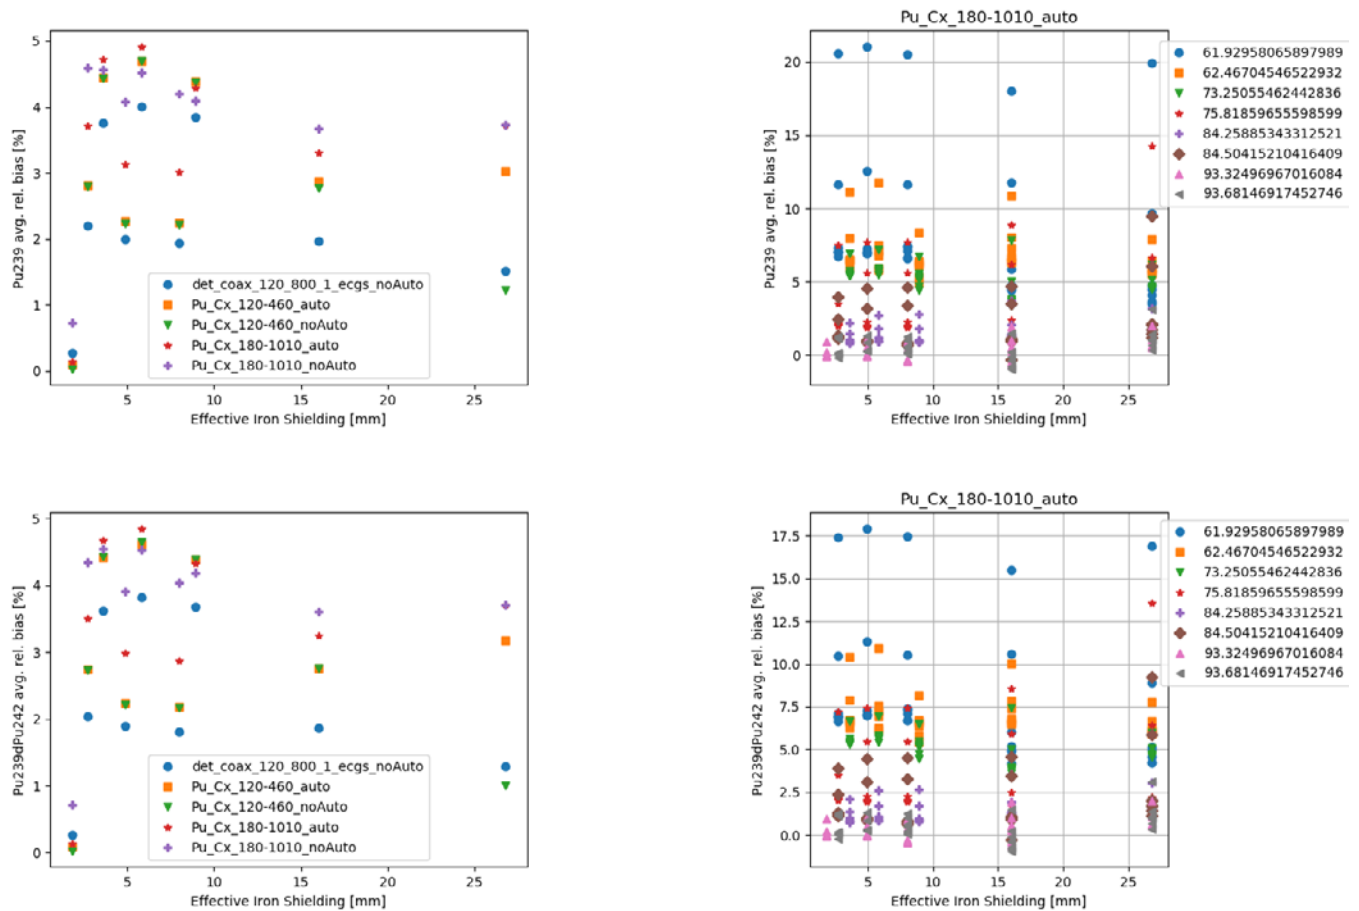 Pu239 avg. rel. bias [%]
5
4
3
2
1
0
det_coax_120_800_1_ecgs_noAuto
Pu_Cx_120-460_auto
Pu_Cx_120-460_noAuto
Pu_Cx_180-1010_auto
Pu_Cx_180-1010_noAuto
5 10 15 20 25
Effective Iron Shielding [mm]
Pu_Cx_180-1010_auto
Pu239 avg. rel. bias [%]
20
15
10
5
0
61.92958065897989
62.46704546522932
73.25055462442836
75.81859655598599
84.25885343312521
84.50415210416409
93.32496967016084
93.68146917452746
5 10 15 20 25
Effective Iron Shielding [mm]
Pu239dPu242 avg. rel. bias [%]
5
4
3
2
1
0
det_coax_120_800_1_ecgs_noAuto
Pu_Cx_120-460_auto
Pu_Cx_120-460_noAuto
Pu_Cx_180-1010_auto
Pu_Cx_180-1010_noAuto
5 10 15 20 25
Effective Iron Shielding [mm]
Pu_Cx_180-1010_auto
Pu239dPu242 avg. rel. bias [%]
17.5
15.0
12.5
10.0
7.5
5.0
2.5
0.0
61.92958065897989
62.46704546522932
73.25055462442836
75.81859655598599
84.25885343312521
84.50415210416409
93.32496967016084
93.68146917452746
5 10 15 20 25
Effective Iron Shielding [mm]